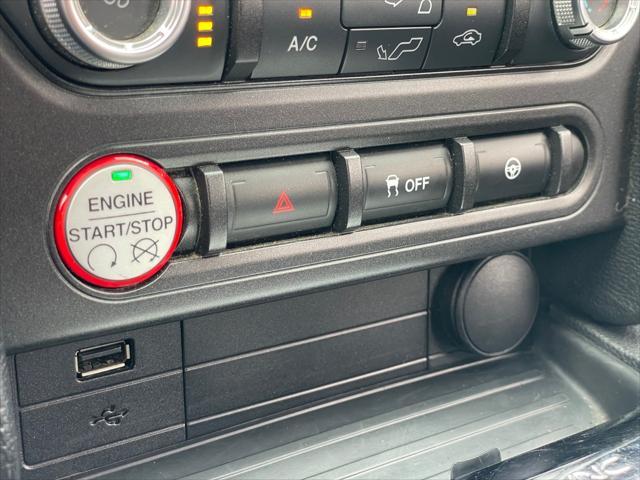 A/C
ENGINE
START/STOP
OFF